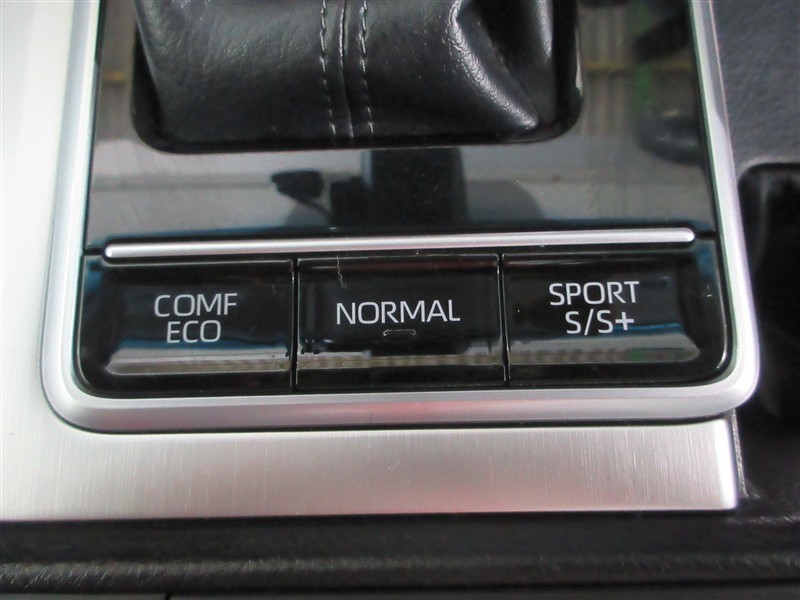 COMF
ECO
NORMAL
SPORT
S/S+